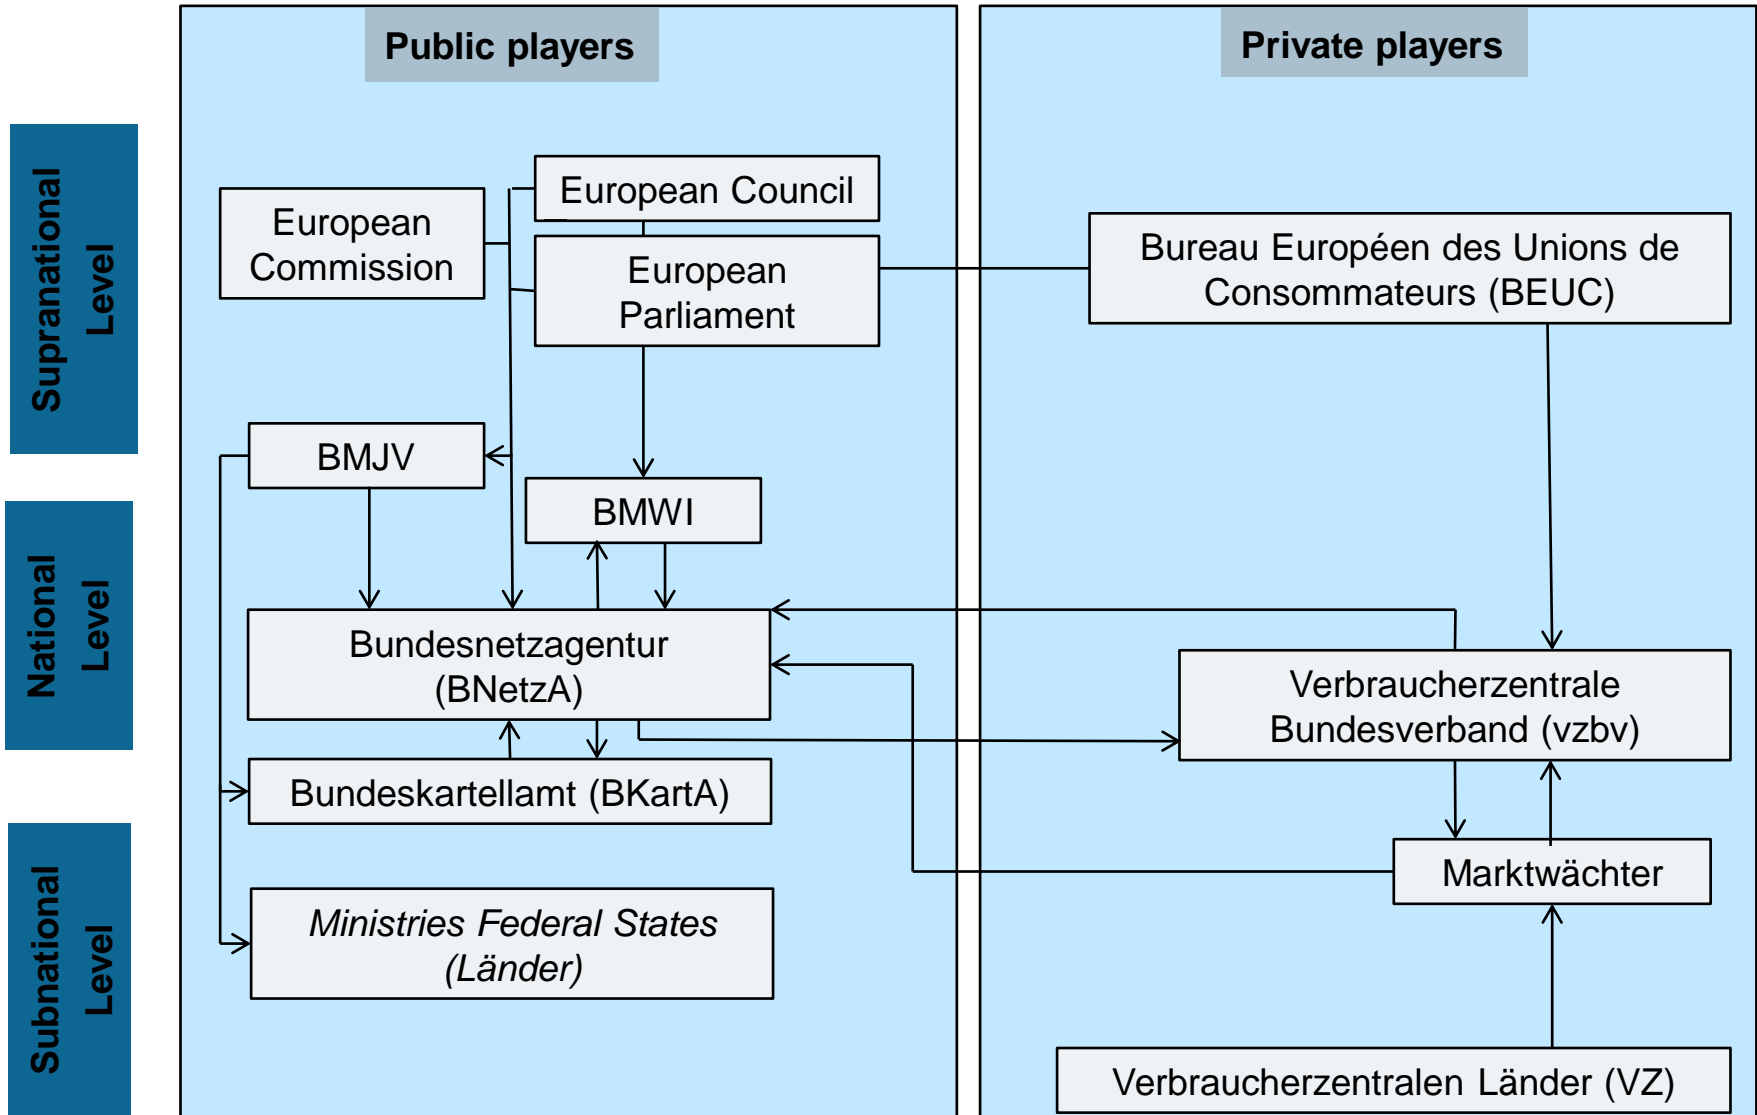 Public players
Private players
Supranational
Level
European Council
European
Commission
European
Parliament
Bureau Européen des Unions de
Consommateurs (BEUC)
BMJV
BMWI
National
Level
Bundesnetzagentur
(BNetzA)
Verbraucherzentrale
Bundesverband (vzbv)
Bundeskartellamt (BKartA)
Marktwächter
Subnational
Level
Ministries Federal States
(Länder)
Verbraucherzentralen Länder (VZ)